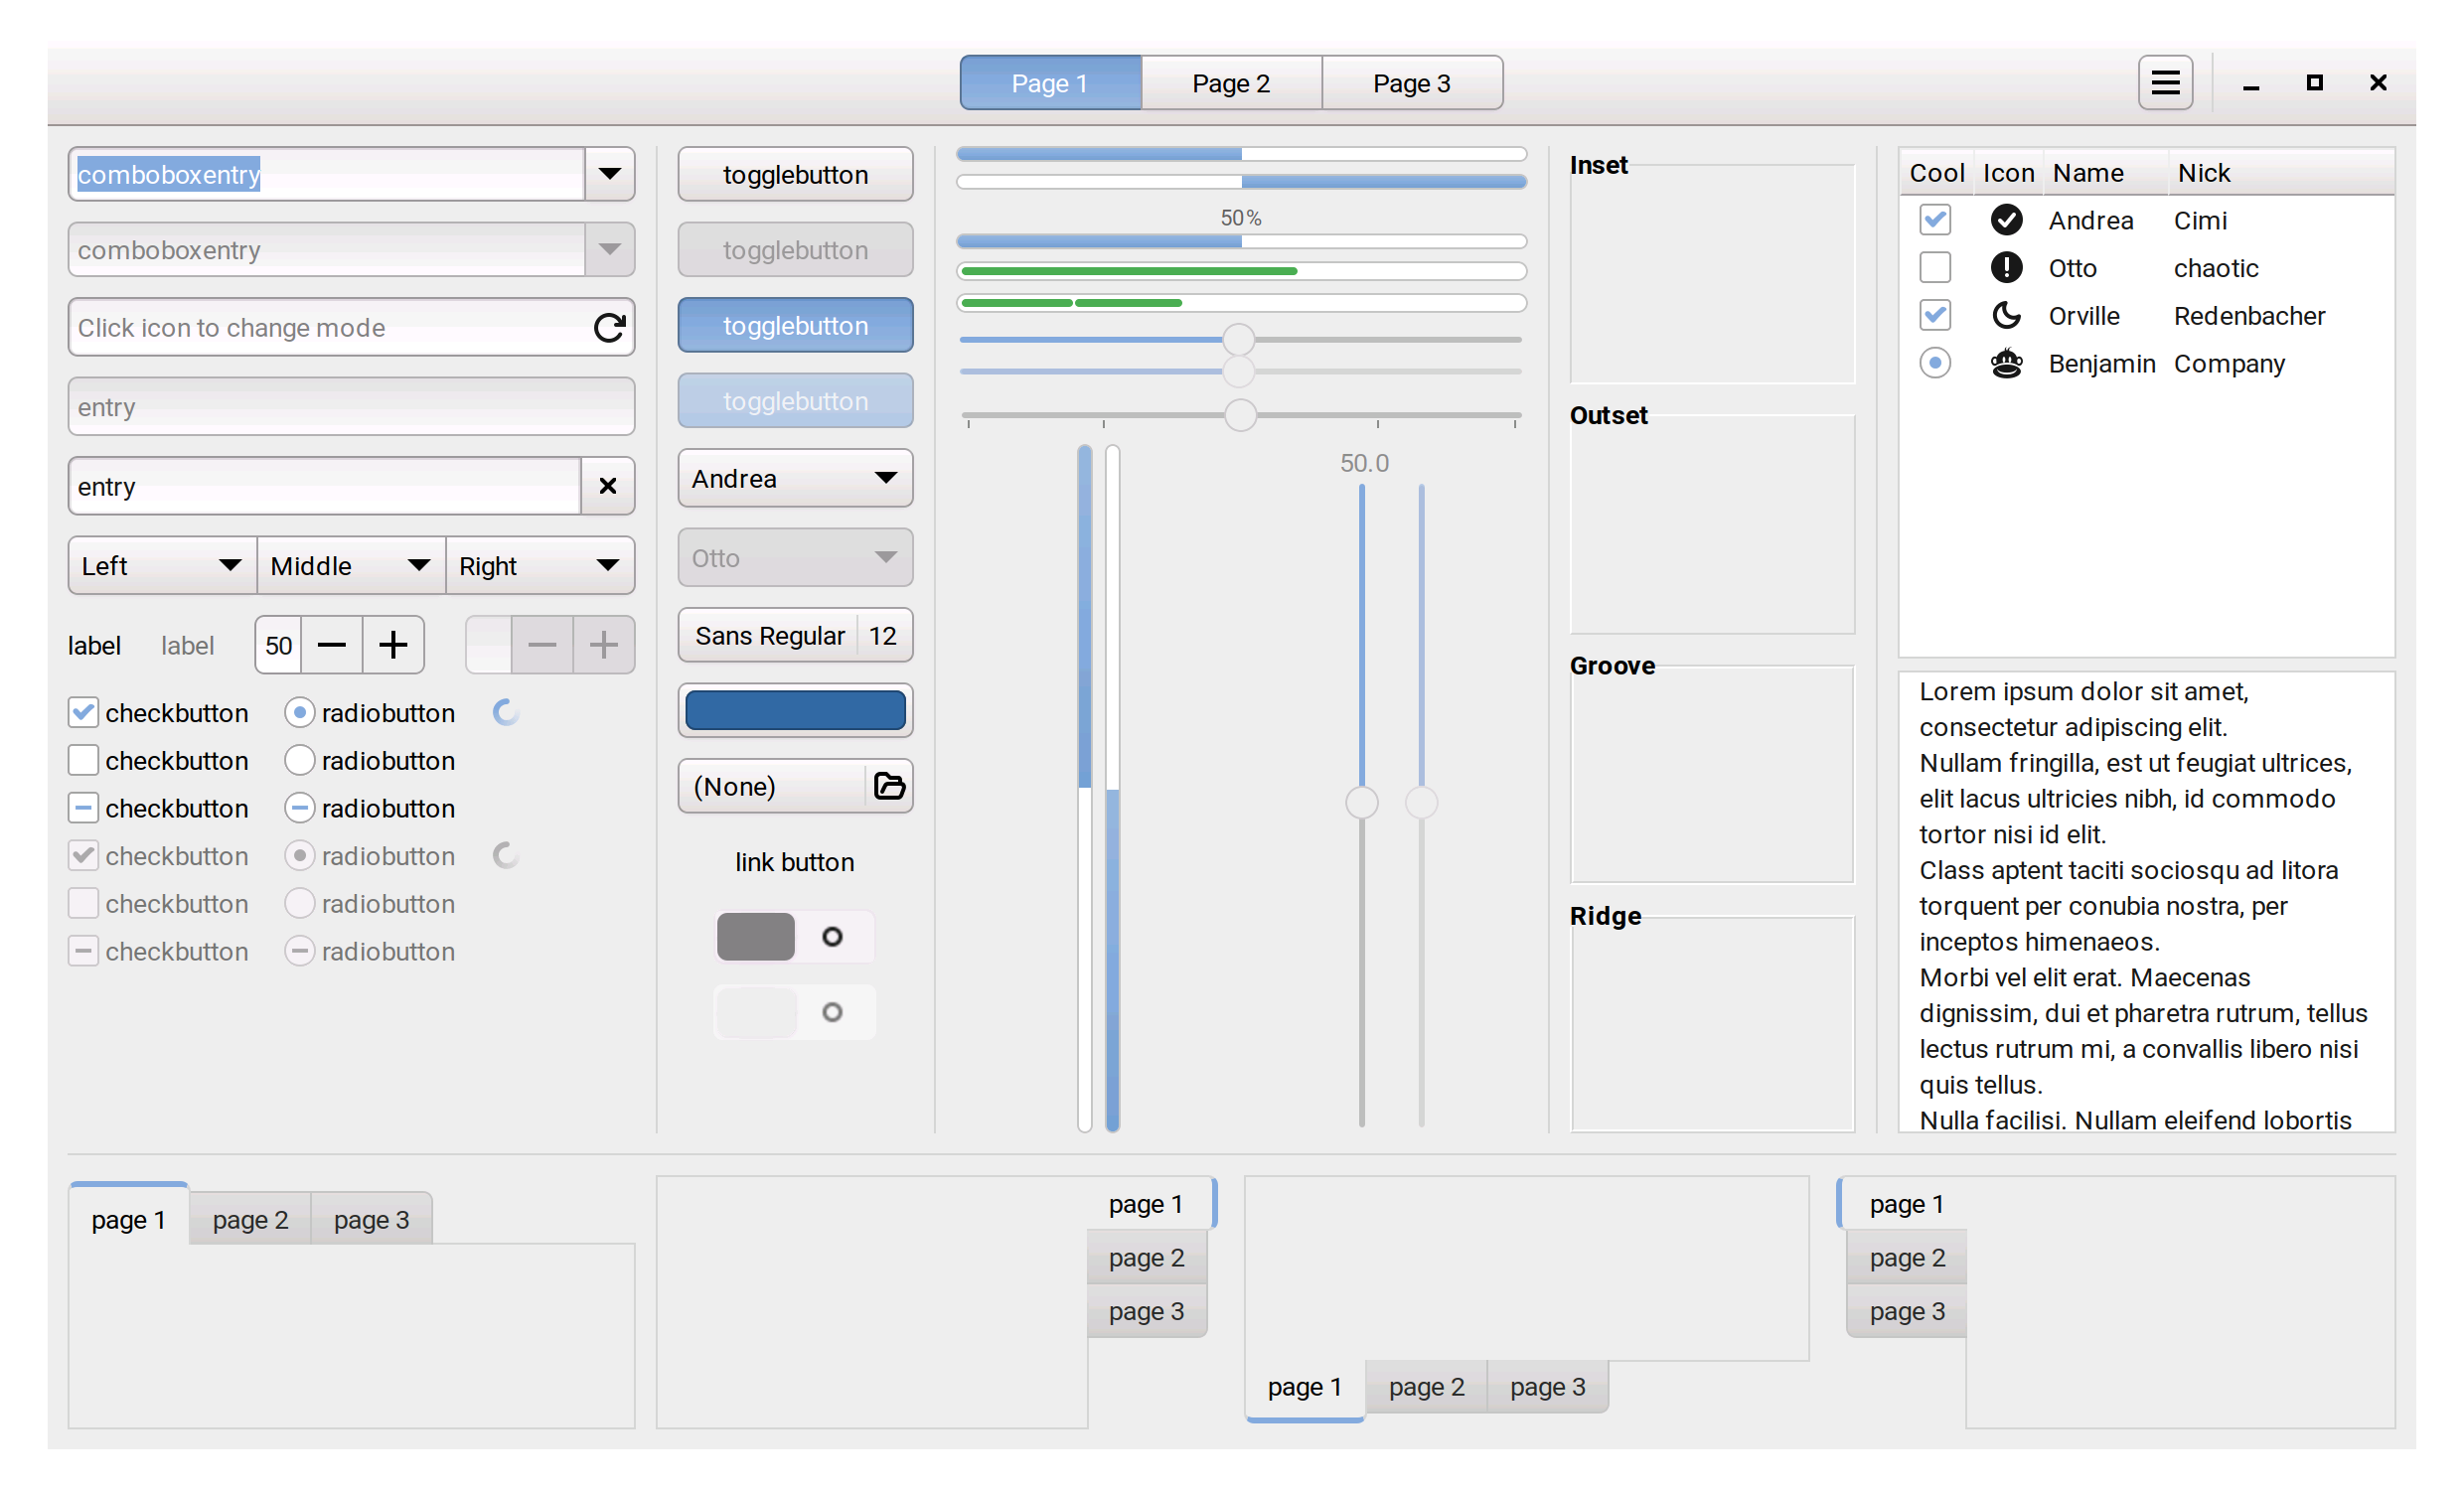 Page 1
Page 2
Page 3
comboboxentry
comboboxentry
Click icon to change mode
entry
entry
Left
Middle
Right
label
label
50
checkbutton
radiobutton
checkbutton
radiobutton
checkbutton
radiobutton
checkbutton
radiobutton
checkbutton
radiobutton
checkbutton
radiobutton
togglebutton
togglebutton
togglebutton
togglebutton
Andrea
Otto
Sans Regular 12
(None)
link button
50%
50.0
Inset
Outset
Groove
Ridge
Cool Icon Name Nick
Andrea Cimi
Otto chaotic
Orville Redenbacher
Benjamin Company
Lorem ipsum dolor sit amet,
consectetur adipiscing elit.
Nullam fringilla, est ut feugiat ultrices,
elit lacus ultricies nibh, id commodo
tortor nisi id elit.
Class aptent taciti sociosqu ad litora
torquent per conubia nostra, per
inceptos himenaeos.
Morbi vel elit erat. Maecenas
dignissim, dui et pharetra rutrum, tellus
lectus rutrum mi, a convallis libero nisi
quis tellus.
Nulla facilisi. Nullam eleifend lobortis
page 1
page 2
page 3
page 1
page 2
page 3
page 1
page 2
page 3
page 1
page 2
page 3